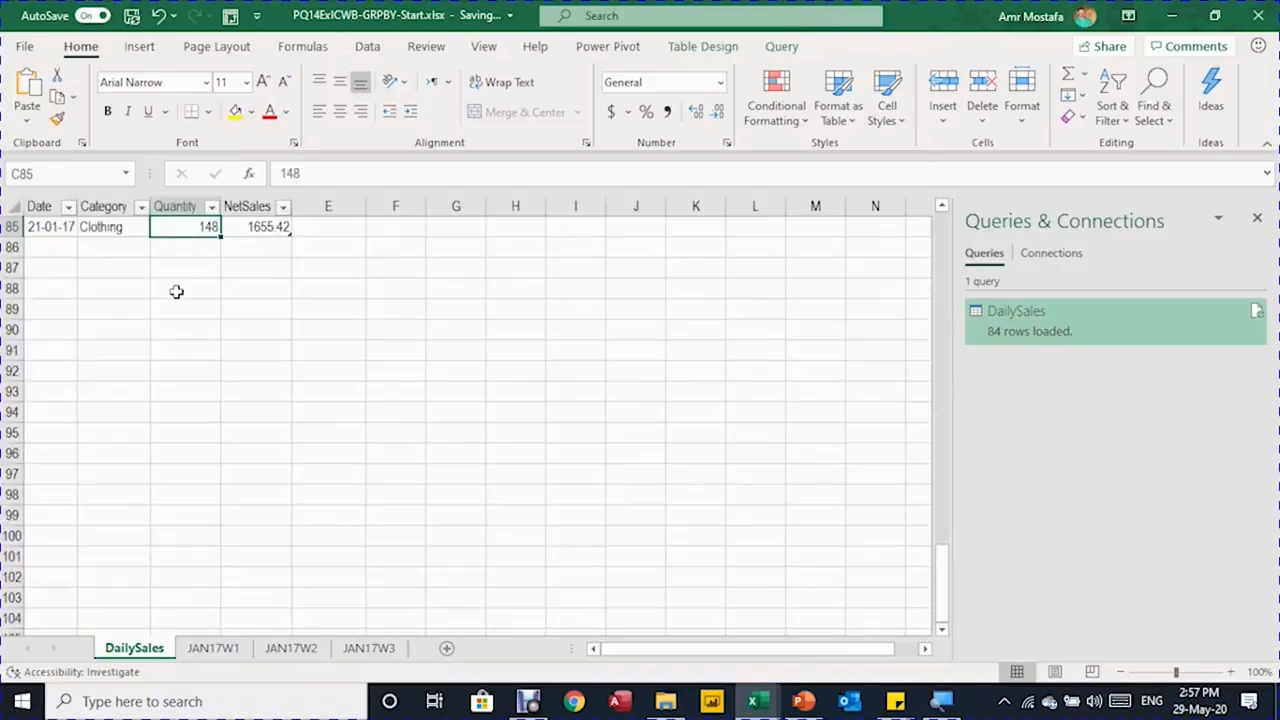 AutoSave On PQ14ExlCWB-GRPBY-Start.xlsx - Saving... Search Amr Mostafa
File Home Insert Page Layout Formulas Data Review View Help Power Pivot Table Design Query Share Comments
Arial Narrow 11 Wrap Text General
Paste B I U Merge & Center $ % Conditional Formatting Format as Table Cell Styles Insert Delete Format Sort & Filter Find & Select Ideas
Clipboard Font Alignment Number Styles Cells Editing Ideas
C85 fx 148
Date Category Quantity NetSales E F G H I J K L M N
85 21-01-17 Clothing 148 1655.42
86
87
88
89
90
91
92
93
94
95
96
97
98
99
100
101
102
103
104
Queries & Connections
Queries Connections
1 query
DailySales
84 rows loaded.
DailySales JAN17W1 JAN17W2 JAN17W3
Accessibility: Investigate 100%
Type here to search ENG 2:57 PM
29-May-20